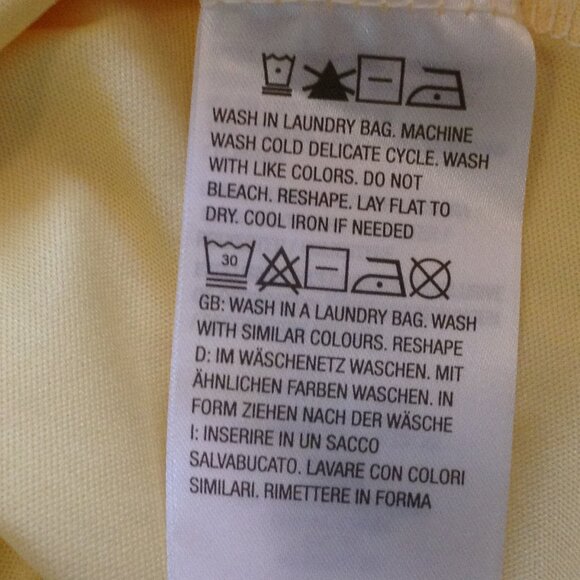 WASH IN LAUNDRY BAG. MACHINE
WASH COLD DELICATE CYCLE. WASH
WITH LIKE COLORS. DO NOT
BLEACH. RESHAPE. LAY FLAT TO
DRY. COOL IRON IF NEEDED
30
GB: WASH IN A LAUNDRY BAG. WASH
WITH SIMILAR COLOURS. RESHAPE
D: IM WÄSCHENETZ WASCHEN. MIT
ÄHNLICHEN FARBEN WASCHEN. IN
FORM ZIEHEN NACH DER WÄSCHE
I: INSERIRE IN UN SACCO
SALVABUCATO. LAVARE CON COLORI
SIMILARI. RIMETTERE IN FORMA